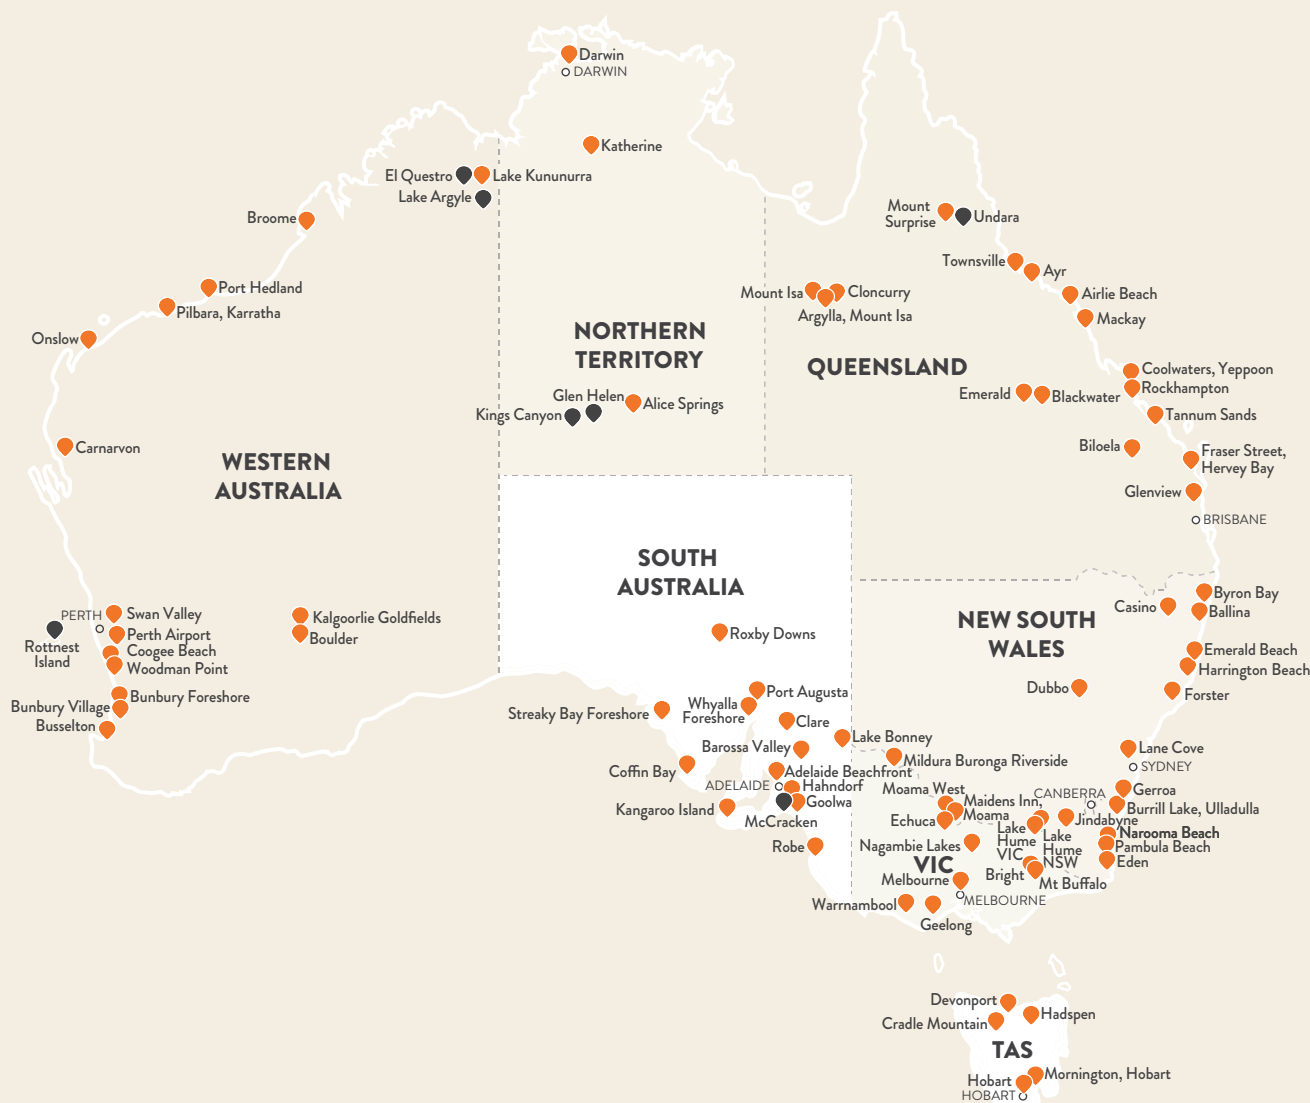 Darwin
DARWIN
Katherine
El Questro
Lake Kununurra
Lake Argyle
Broome
Mount
Surprise
Undara
Townsville
Ayr
Port Hedland
Pilbara, Karratha
Onslow
Mount Isa
Cloncurry
Argylla, Mount Isa
Airlie Beach
Mackay
NORTHERN
TERRITORY
QUEENSLAND
Coolwaters, Yeppoon
Rockhampton
Emerald
Blackwater
Glen Helen
Kings Canyon
Alice Springs
Tannum Sands
Carnarvon
WESTERN
AUSTRALIA
Biloela
Fraser Street,
Hervey Bay
Glenview
BRISBANE
SOUTH
AUSTRALIA
PERTH
Swan Valley
Perth Airport
Coogee Beach
Woodman Point
Rottnest
Island
Kalgoorlie Goldfields
Boulder
Bunbury Foreshore
Bunbury Village
Busselton
Roxby Downs
NEW SOUTH
WALES
Casino
Byron Bay
Ballina
Emerald Beach
Harrington Beach
Forster
Dubbo
Streaky Bay Foreshore
Port Augusta
Whyalla
Foreshore
Clare
Lake Bonney
Barossa Valley
Mildura Buronga Riverside
Lane Cove
SYDNEY
Coffin Bay
Adelaide Beachfront
ADELAIDE
Hahndorf
Goolwa
McCracken
Kangaroo Island
Robe
Moama West
Maidens Inn,
Moama
Echuca
CANBERRA
Gerroa
Burrill Lake, Ulladulla
Jindabyne
Narooma Beach
Pambula Beach
Eden
Lake
Hume
VIC
Lake
Hume
NSW
Nagambie Lakes
VIC
Bright
Mt Buffalo
Melbourne
MELBOURNE
Warrnambool
Geelong
Devonport
Hadspen
Cradle Mountain
TAS
Mornington, Hobart
Hobart
HOBART